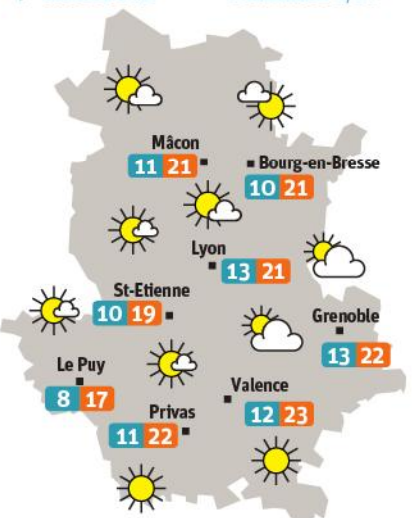 Mâcon
11 21
Bourg-en-Bresse
10 21
Lyon
13 21
St-Etienne
10 19
Grenoble
13 22
Le Puy
8 17
Valence
12 23
Privas
11 22